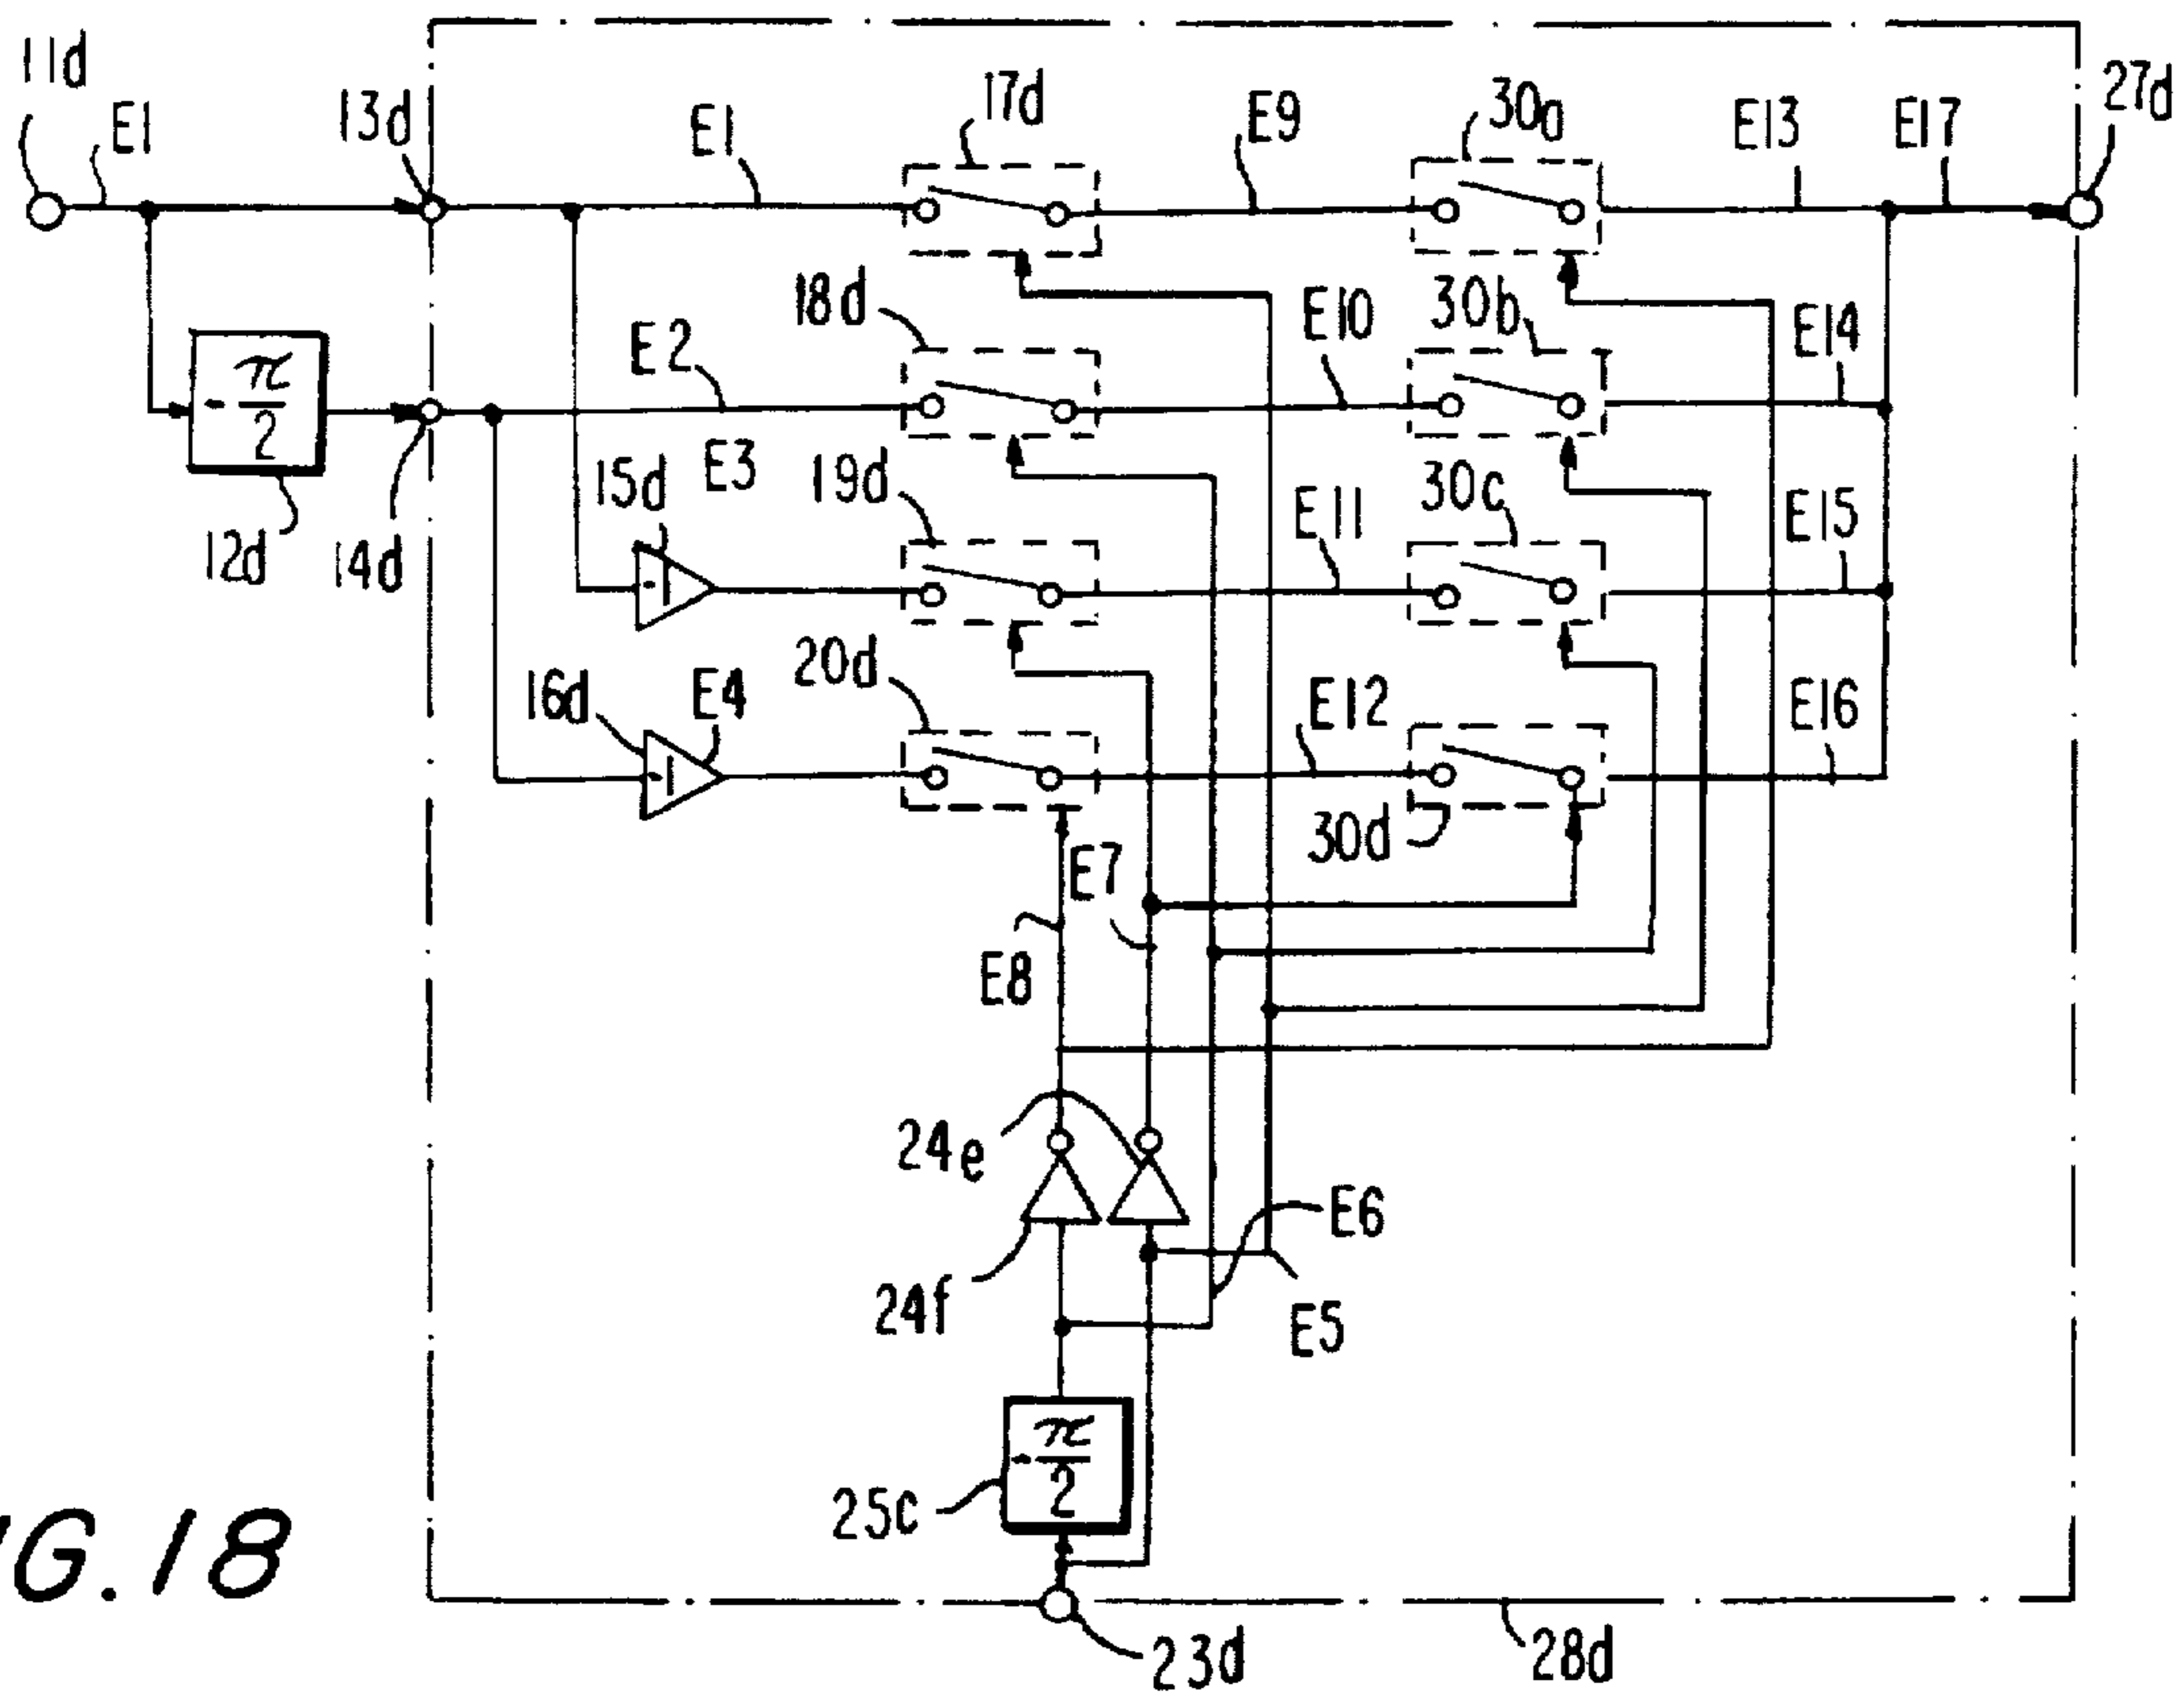 11d
E1
13d
E1
17d
E9
30a
E13
E17
27d
18d
E10
30b
E14
E2
- π/2
E3
15d
19d
E11
30c
E15
12d
14d
-1
16d
E4
20d
E12
E16
-1
30d
E7
E8
24e
E6
24f
E5
- π/2
25c
23d
28d
G.18